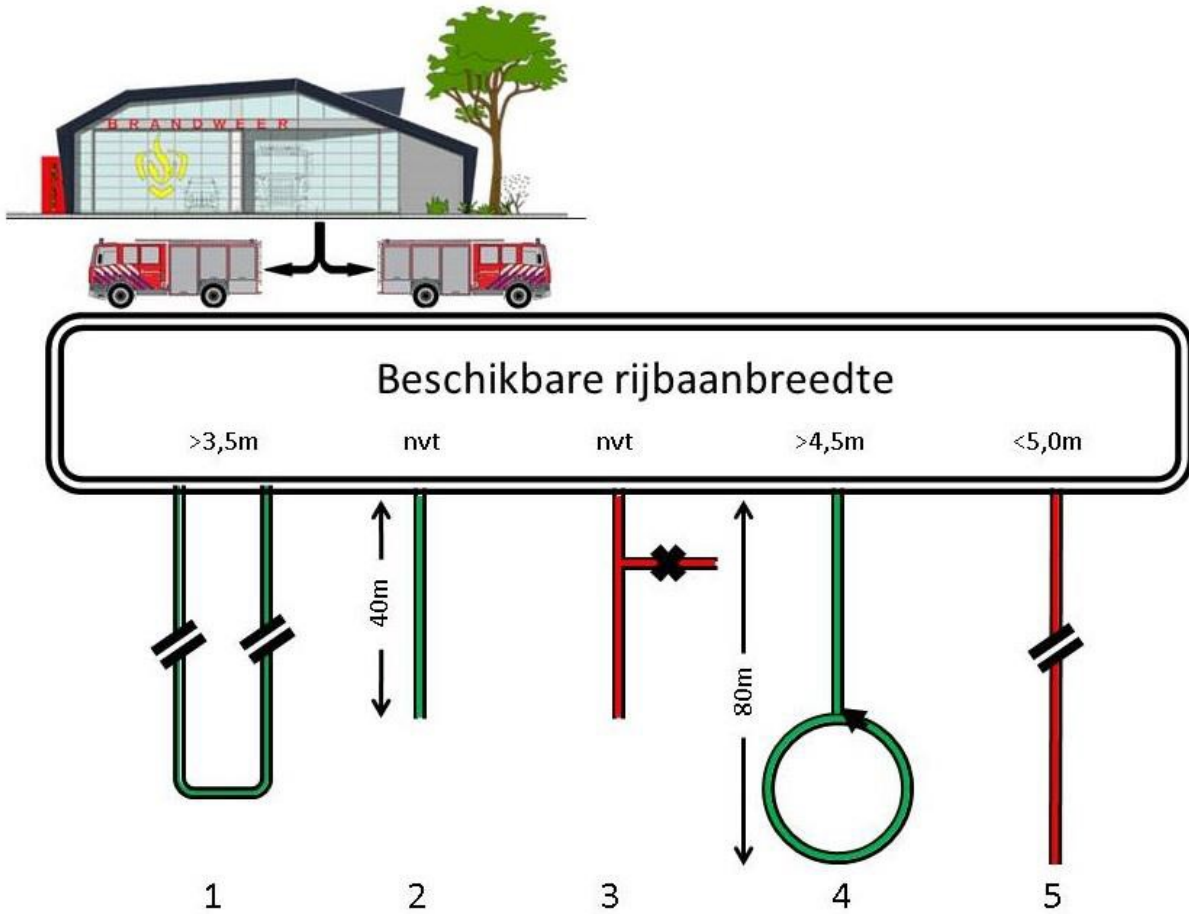 BRANDWEER
Beschikbare rijbaanbreedte
>3,5m nvt nvt >4,5m <5,0m
40m
80m
1 2 3 4 5